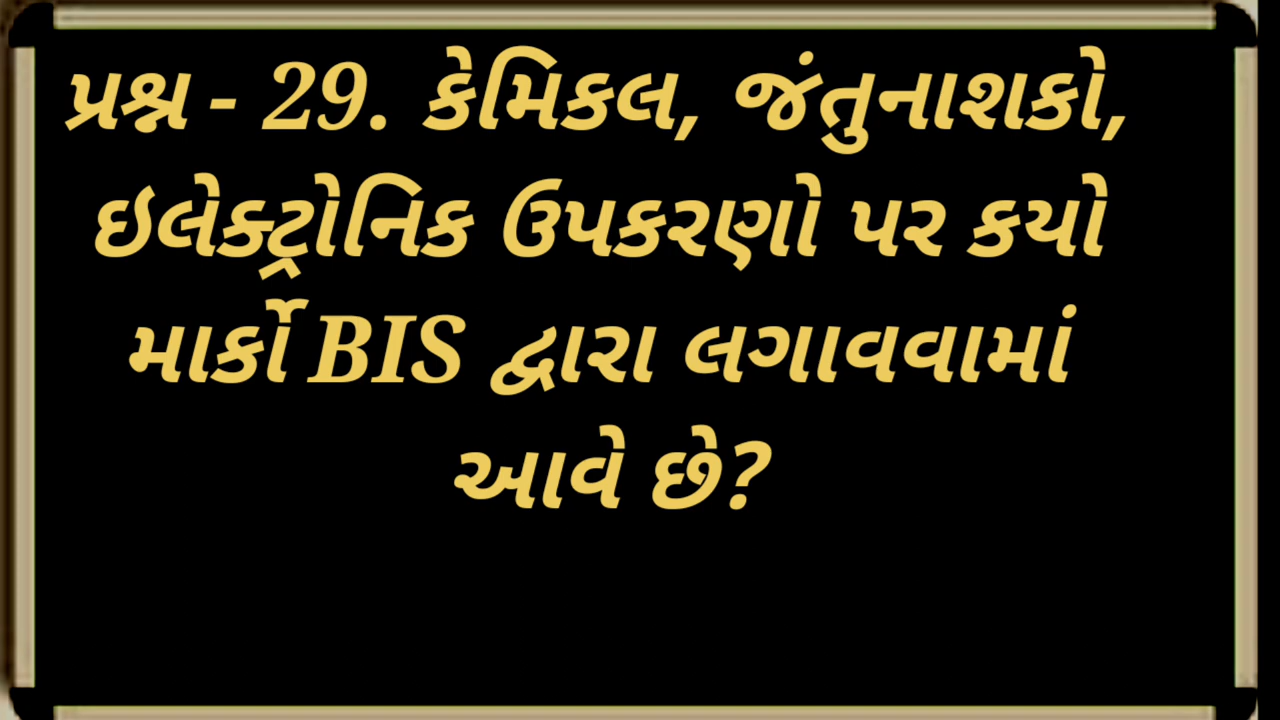 પ્રશ્ન - 29. કેમિકલ, જંતુનાશકો,
ઇલેક્ટ્રોનિક ઉપકરણો પર કયો
માર્કો BIS દ્વારા લગાવવામાં
આવે છે?